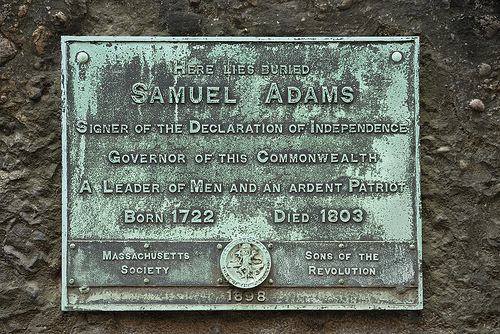 Here lies buried
Samuel Adams
Signer of the Declaration of Independence
Governor of this Commonwealth
A Leader of Men and an ardent Patriot
Born 1722 Died 1803
Massachusetts Society
Sons of the Revolution
1898